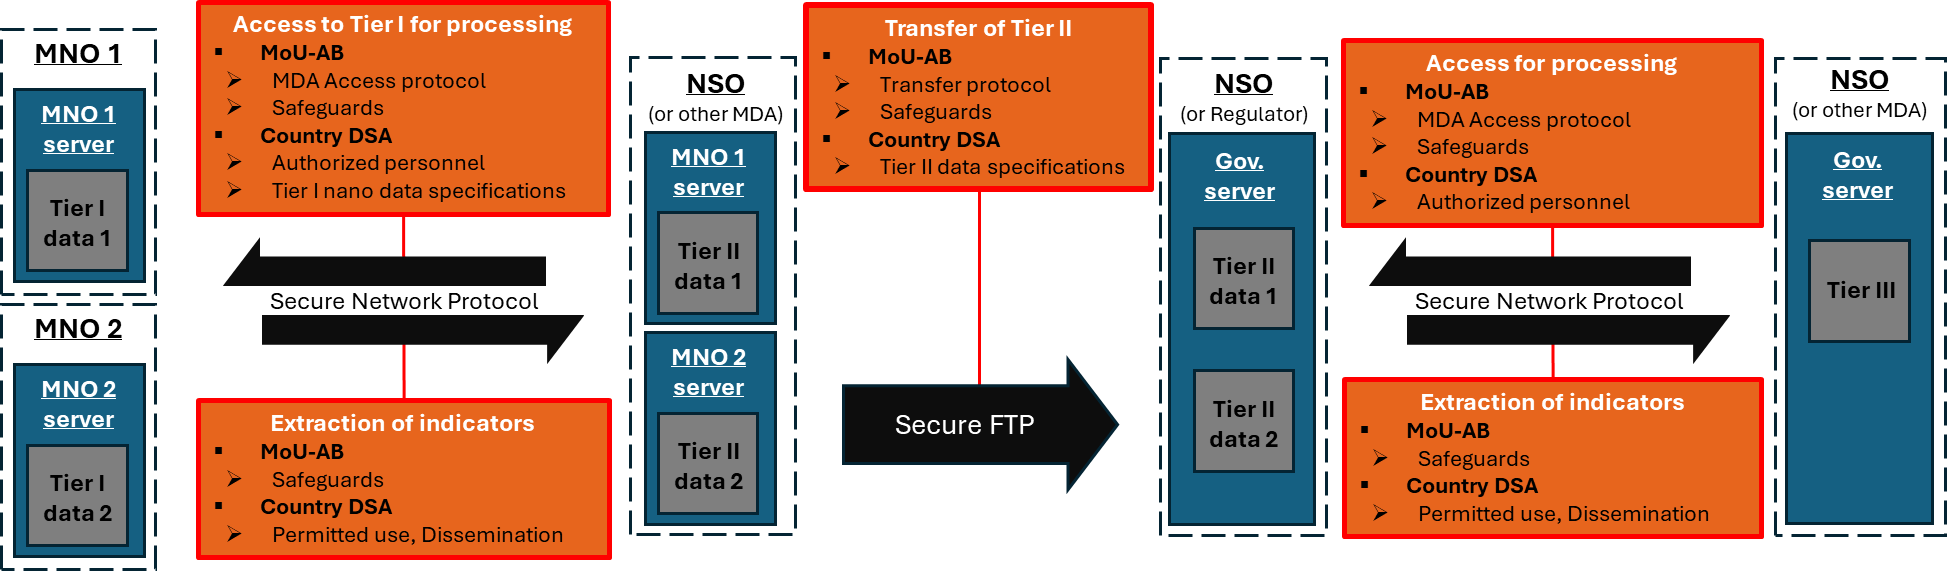 MNO 1
MNO 1
server
Tier I
data 1
MNO 2
MNO 2
server
Tier I
data 2
Access to Tier I for processing
▪ MoU-AB
➢ MDA Access protocol
➢ Safeguards
▪ Country DSA
➢ Authorized personnel
➢ Tier I nano data specifications
Secure Network Protocol
Extraction of indicators
▪ MoU-AB
➢ Safeguards
▪ Country DSA
➢ Permitted use, Dissemination
NSO
(or other MDA)
MNO 1
server
Tier II
data 1
MNO 2
server
Tier II
data 2
Transfer of Tier II
▪ MoU-AB
➢ Transfer protocol
➢ Safeguards
▪ Country DSA
➢ Tier II data specifications
Secure FTP
NSO
(or Regulator)
Gov.
server
Tier II
data 1
Tier II
data 2
Access for processing
▪ MoU-AB
➢ MDA Access protocol
➢ Safeguards
▪ Country DSA
➢ Authorized personnel
Secure Network Protocol
Extraction of indicators
▪ MoU-AB
➢ Safeguards
▪ Country DSA
➢ Permitted use, Dissemination
NSO
(or other MDA)
Gov.
server
Tier III